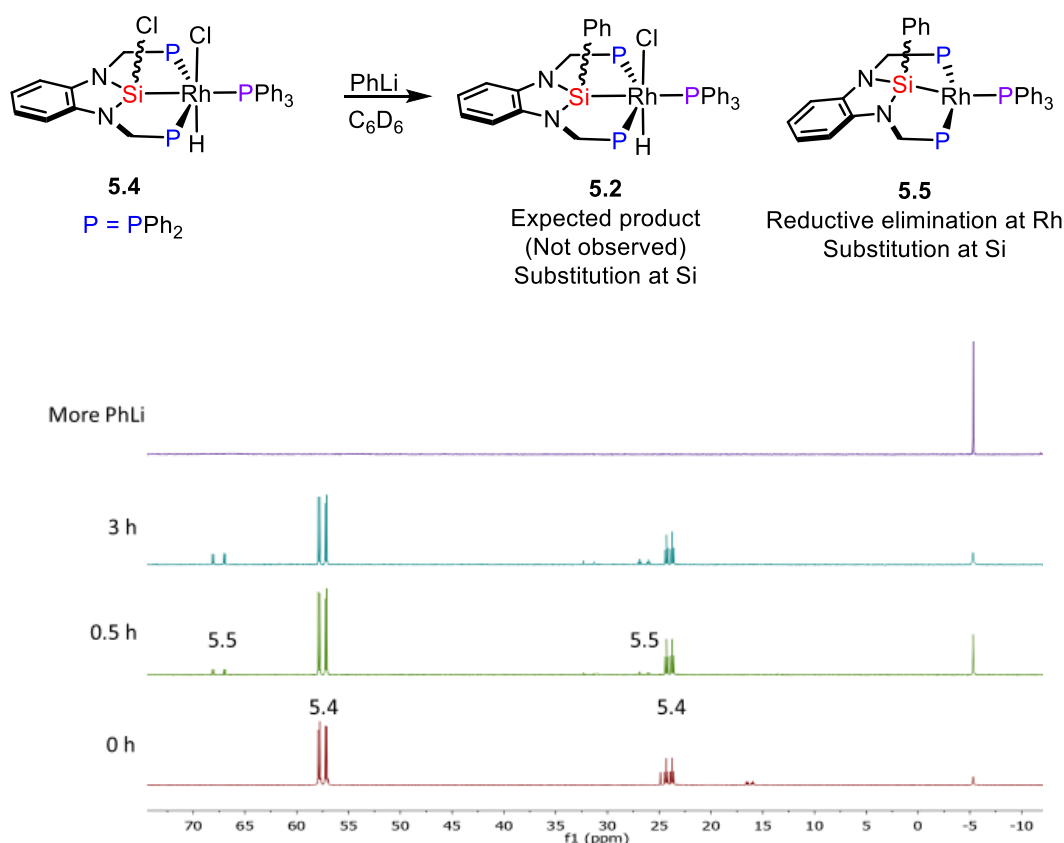 Cl
Cl
P
N
Si
Rh
PPh3
N
P
H
5.4
P = PPh2
PhLi
C6D6
Ph
Cl
P
N
Si
Rh
PPh3
N
P
H
5.2
Expected product
(Not observed)
Substitution at Si
Ph
P
N
Si
Rh
PPh3
N
P
5.5
Reductive elimination at Rh
Substitution at Si
More PhLi
3 h
0.5 h
5.5
5.5
5.4
5.4
0 h
70 65 60 55 50 45 40 35 30 25 20 15 10 5 0 -5 -10
f1 (ppm)